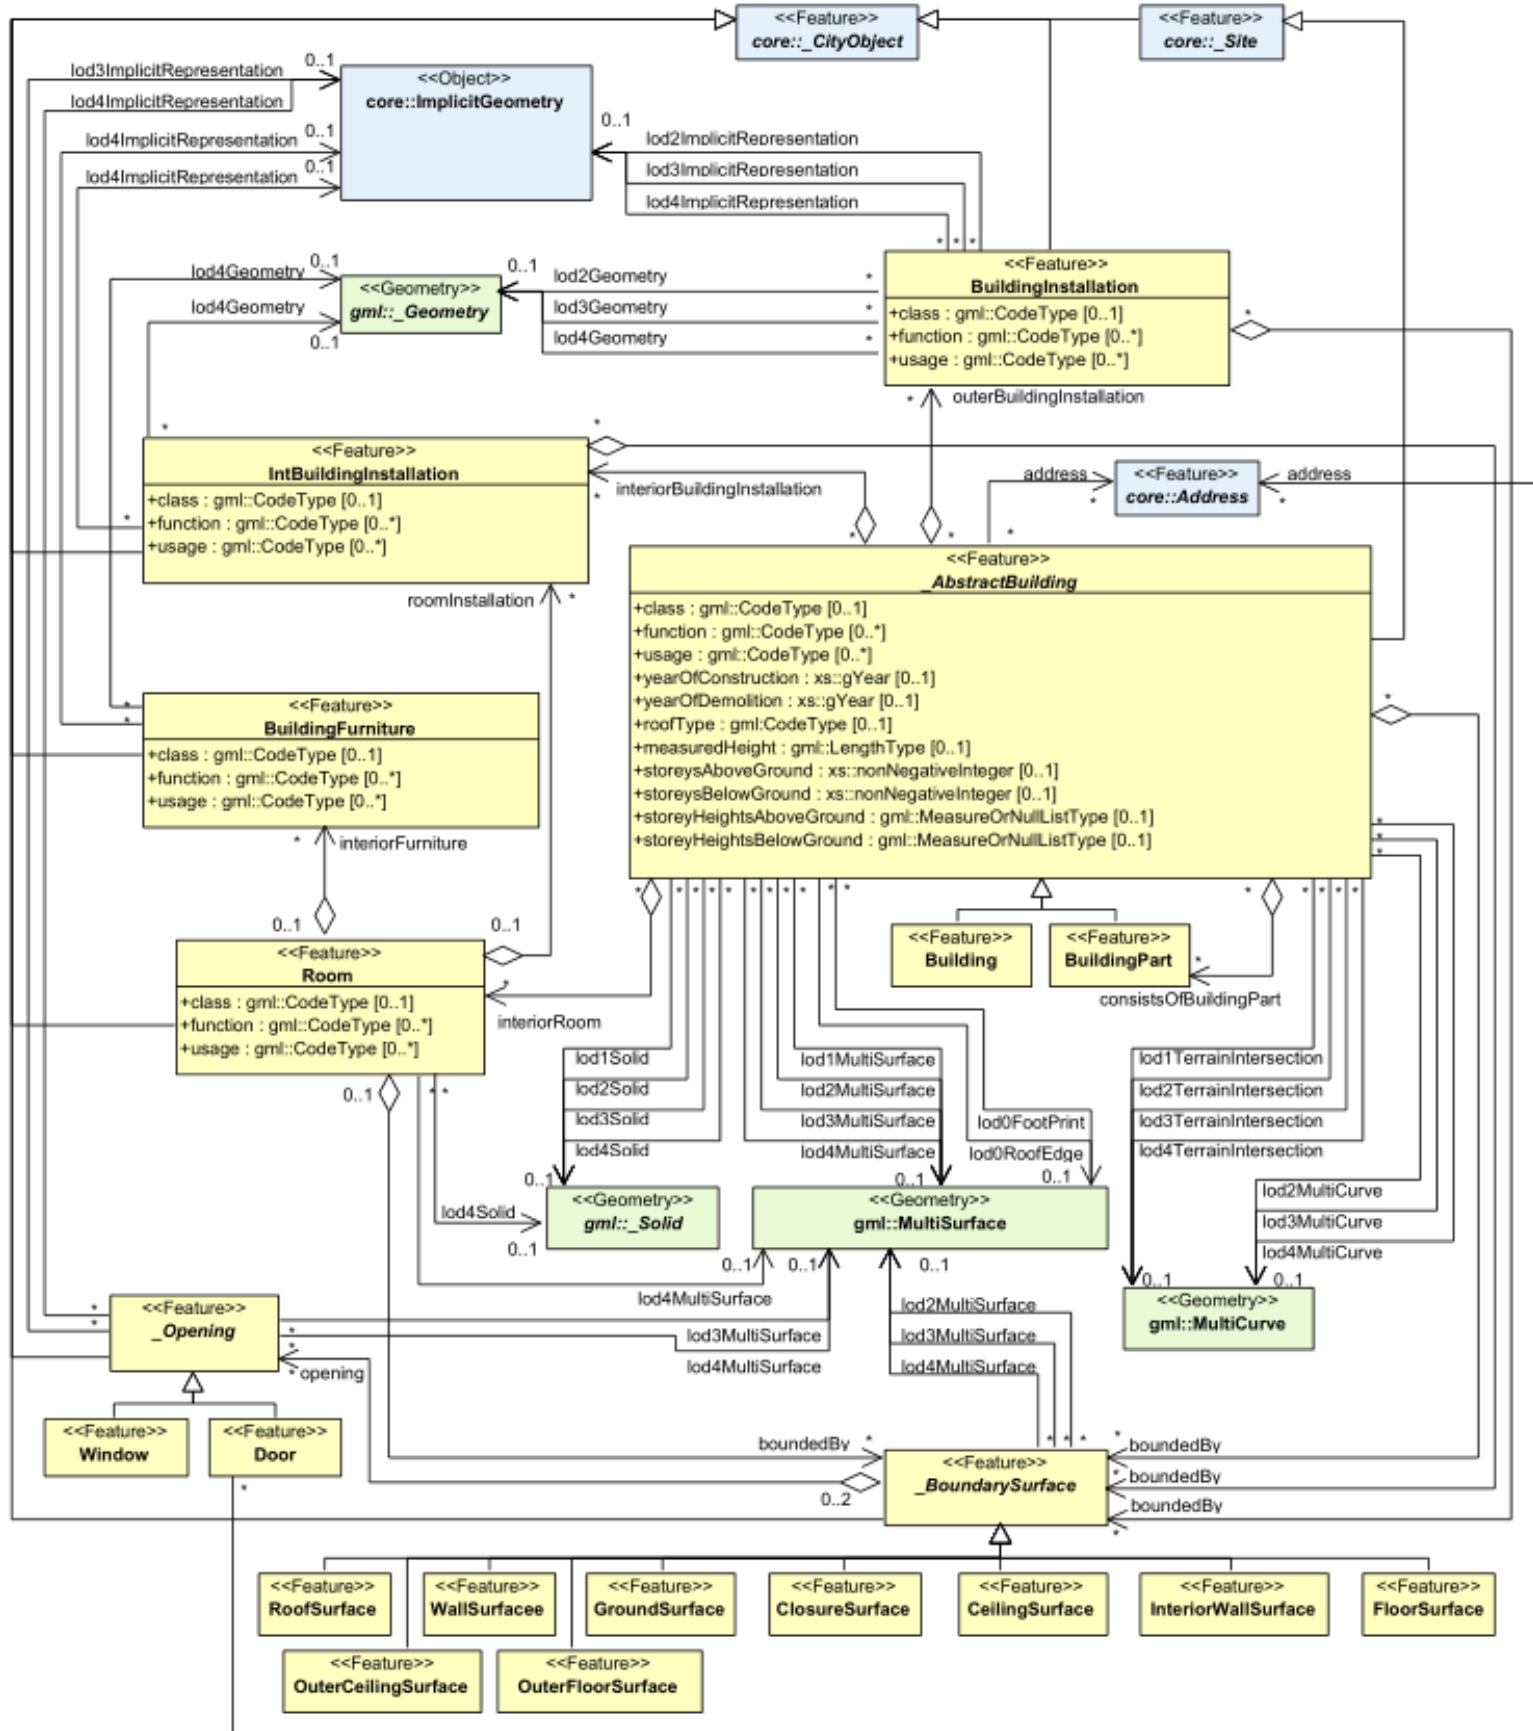 <<Feature>>
core::_CityObject
<<Feature>>
core::_Site
lod3ImplicitRepresentation
0..1
lod4ImplicitRepresentation
<<Object>>
core::ImplicitGeometry
0..1
lod4ImplicitRepresentation
0..1
lod4ImplicitRepresentation
0..1
lod2ImplicitRepresentation
lod3ImplicitRepresentation
lod4ImplicitRepresentation
* * *
lod4Geometry
0..1
lod4Geometry
0..1
<<Geometry>>
gml::_Geometry
0..1
lod2Geometry
*
lod3Geometry
*
lod4Geometry
*
<<Feature>>
BuildingInstallation
+class : gml::CodeType [0..1]
+function : gml::CodeType [0..*]
+usage : gml::CodeType [0..*]
*
* outerBuildingInstallation
*
*
<<Feature>>
IntBuildingInstallation
+class : gml::CodeType [0..1]
+function : gml::CodeType [0..*]
+usage : gml::CodeType [0..*]
*
*
interiorBuildingInstallation
address
*
<<Feature>>
core::Address
address
*
* * *
roomInstallation
*
<<Feature>>
_AbstractBuilding
+class : gml::CodeType [0..1]
+function : gml::CodeType [0..*]
+usage : gml::CodeType [0..*]
+yearOfConstruction : xs::gYear [0..1]
+yearOfDemolition : xs::gYear [0..1]
+roofType : gml:CodeType [0..1]
+measuredHeight : gml::LengthType [0..1]
+storeysAboveGround : xs::nonNegativeInteger [0..1]
+storeysBelowGround : xs::nonNegativeInteger [0..1]
+storeyHeightsAboveGround : gml::MeasureOrNullListType [0..1]
+storeyHeightsBelowGround : gml::MeasureOrNullListType [0..1]
*
*
*
*
*
*
<<Feature>>
BuildingFurniture
+class : gml::CodeType [0..1]
+function : gml::CodeType [0..*]
+usage : gml::CodeType [0..*]
* interiorFurniture
0..1
0..1
<<Feature>>
Room
+class : gml::CodeType [0..1]
+function : gml::CodeType [0..*]
+usage : gml::CodeType [0..*]
* * * * * * * * * * * * * * * *
<<Feature>>
Building
<<Feature>>
BuildingPart
*
consistsOfBuildingPart
*
interiorRoom
0..1
* *
lod1Solid
lod2Solid
lod3Solid
lod4Solid
0..1
lod1MultiSurface
lod2MultiSurface
lod3MultiSurface
lod4MultiSurface
0..1
lod0FootPrint
lod0RoofEdge
0..1
lod1TerrainIntersection
lod2TerrainIntersection
lod3TerrainIntersection
lod4TerrainIntersection
0..1
lod2MultiCurve
lod3MultiCurve
lod4MultiCurve
0..1
lod4Solid
0..1
<<Geometry>>
gml::_Solid
<<Geometry>>
gml::MultiSurface
<<Geometry>>
gml::MultiCurve
0..1
0..1
0..1
lod4MultiSurface
*
*
<<Feature>>
_Opening
*
*
*
opening
lod3MultiSurface
lod4MultiSurface
lod2MultiSurface
lod3MultiSurface
lod4MultiSurface
* * *
<<Feature>>
Window
<<Feature>>
Door
*
boundedBy
*
0..2
<<Feature>>
_BoundarySurface
*
boundedBy
*
boundedBy
boundedBy
*
<<Feature>>
RoofSurface
<<Feature>>
WallSurfacee
<<Feature>>
GroundSurface
<<Feature>>
ClosureSurface
<<Feature>>
CeilingSurface
<<Feature>>
InteriorWallSurface
<<Feature>>
FloorSurface
<<Feature>>
OuterCeilingSurface
<<Feature>>
OuterFloorSurface